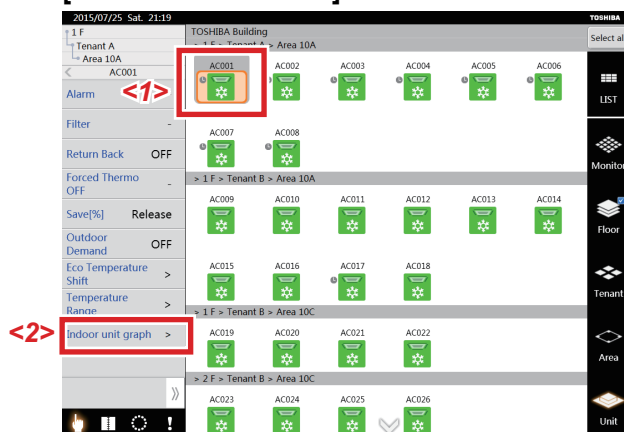 2015/07/25 Sat. 21:19
TOSHIBA
1 F
Tenant A
Area 10A
< AC001
Alarm
Filter -
Return Back OFF
Forced Thermo OFF -
Save[%] Release
Outdoor Demand OFF
Eco Temperature Shift >
Temperature Range >
Indoor unit graph >
<1>
<2>
TOSHIBA Building
> 1 F > Tenant A > Area 10A
AC001 AC002 AC003 AC004 AC005 AC006
AC007 AC008
> 1 F > Tenant B > Area 10A
AC009 AC010 AC011 AC012 AC013 AC014
AC015 AC016 AC017 AC018
> 1 F > Tenant B > Area 10C
AC019 AC020 AC021 AC022
> 2 F > Tenant B > Area 10C
AC023 AC024 AC025 AC026
Select al
LIST
Monitor
Floor
Tenant
Area
Unit